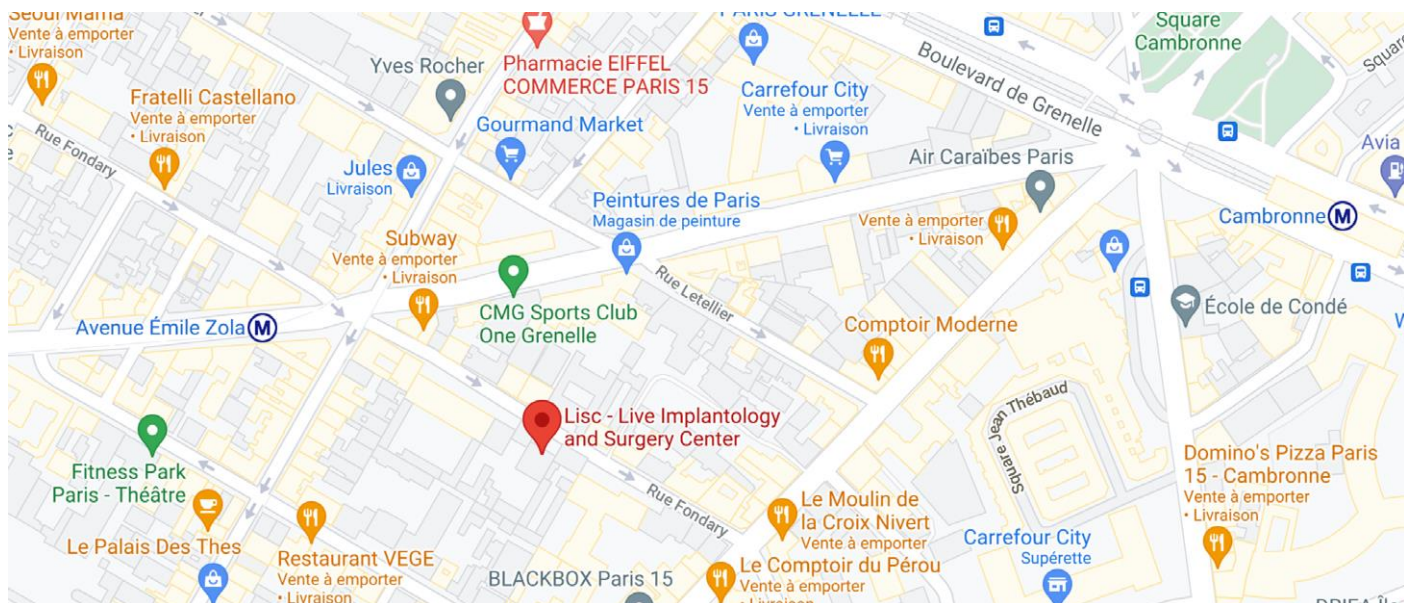 Seoul Mama
Vente à emporter
• Livraison
PARIS GRENELLE
Square
Cambronne
Square
Yves Rocher
Pharmacie EIFFEL
COMMERCE PARIS 15
Boulevard de Grenelle
Fratelli Castellano
Vente à emporter
• Livraison
Carrefour City
Vente à emporter
• Livraison
Rue Fondary
Gourmand Market
Avia
Air Caraïbes Paris
Jules
Livraison
Peintures de Paris
Magasin de peinture
Vente à emporter
• Livraison
Cambronne M
Subway
Vente à emporter
• Livraison
Rue Letellier
CMG Sports Club
One Grenelle
École de Condé
Avenue Émile Zola M
Comptoir Moderne
W
Lisc - Live Implantology
and Surgery Center
Square Jean Thébaud
Fitness Park
Paris - Théâtre
Domino's Pizza Paris
15 - Cambronne
Vente à emporter
• Livraison
Rue Fondary
Le Moulin de
la Croix Nivert
Vente à emporter
Le Palais Des Thes
Restaurant VEGE
Vente à emporter
• Livraison
Carrefour City
Supérette
BLACKBOX Paris 15
Le Comptoir du Pérou
Vente à emporter
• Livraison